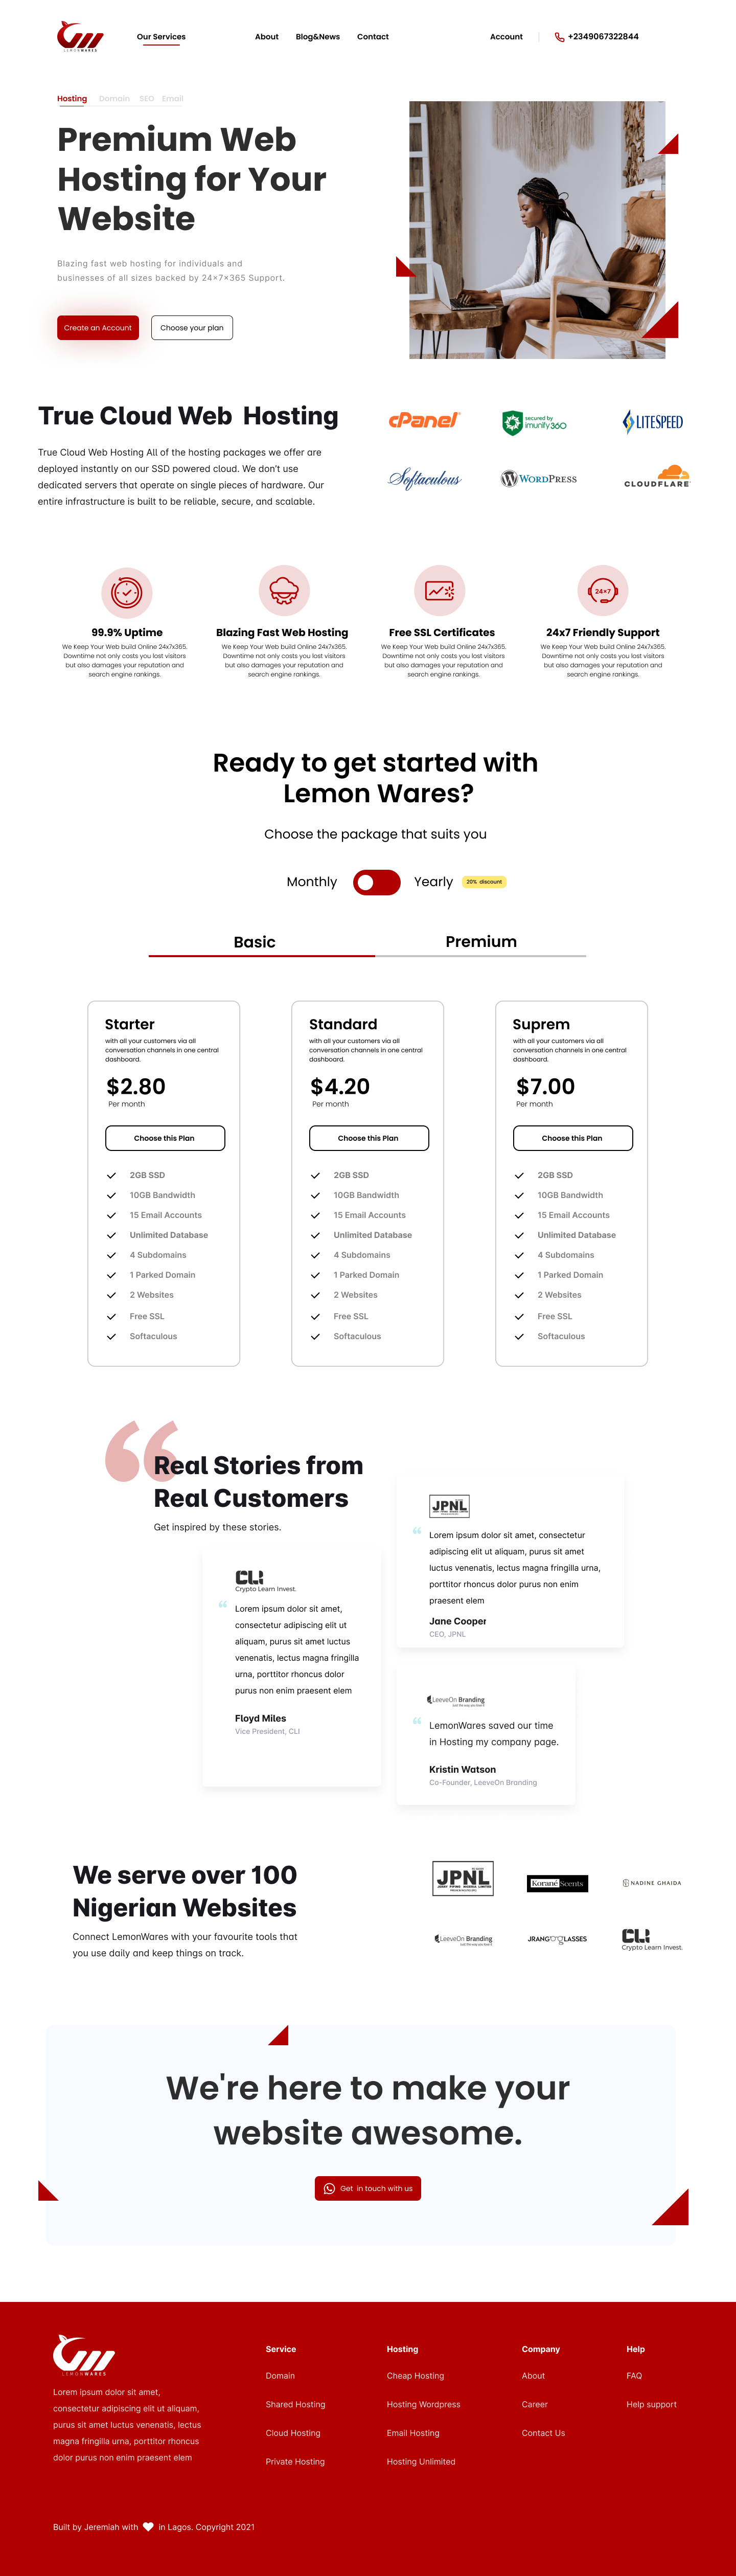 LEMONWARES
Our Services
About
Blog&News
Contact
Account
+2349067322844
Hosting
Domain
SEO
Email
Premium Web
Hosting for Your
Website
Blazing fast web hosting for individuals and
businesses of all sizes backed by 24x7x365 Support.
Create an Account
Choose your plan
True Cloud Web Hosting
True Cloud Web Hosting All of the hosting packages we offer are
deployed instantly on our SSD powered cloud. We don't use
dedicated servers that operate on single pieces of hardware. Our
entire infrastructure is built to be reliable, secure, and scalable.
cPanel
secured by
imunify360
LITESPEED
Softaculous
WORDPRESS
CLOUDFLARE
24x7
99.9% Uptime
We Keep Your Web build Online 24x7x365.
Downtime not only costs you lost visitors
but also damages your reputation and
search engine rankings.
Blazing Fast Web Hosting
We Keep Your Web build Online 24x7x365.
Downtime not only costs you lost visitors
but also damages your reputation and
search engine rankings.
Free SSL Certificates
We Keep Your Web build Online 24x7x365.
Downtime not only costs you lost visitors
but also damages your reputation and
search engine rankings.
24x7 Friendly Support
We Keep Your Web build Online 24x7x365.
Downtime not only costs you lost visitors
but also damages your reputation and
search engine rankings.
Ready to get started with
Lemon Wares?
Choose the package that suits you
Monthly
Yearly
20% discount
Basic
Premium
Starter
with all your customers via all
conversation channels in one central
dashboard.
$2.80
Per month
Choose this Plan
2GB SSD
10GB Bandwidth
15 Email Accounts
Unlimited Database
4 Subdomains
1 Parked Domain
2 Websites
Free SSL
Softaculous
Standard
with all your customers via all
conversation channels in one central
dashboard.
$4.20
Per month
Choose this Plan
2GB SSD
10GB Bandwidth
15 Email Accounts
Unlimited Database
4 Subdomains
1 Parked Domain
2 Websites
Free SSL
Softaculous
Suprem
with all your customers via all
conversation channels in one central
dashboard.
$7.00
Per month
Choose this Plan
2GB SSD
10GB Bandwidth
15 Email Accounts
Unlimited Database
4 Subdomains
1 Parked Domain
2 Websites
Free SSL
Softaculous
“
Real Stories from
Real Customers
Get inspired by these stories.
CLI
Crypto Learn Invest.
“
Lorem ipsum dolor sit amet,
consectetur adipiscing elit ut
aliquam, purus sit amet luctus
venenatis, lectus magna fringilla
urna, porttitor rhoncus dolor
purus non enim praesent elem
Floyd Miles
Vice President, CLI
JPNL
“
Lorem ipsum dolor sit amet, consectetur
adipiscing elit ut aliquam, purus sit amet
luctus venenatis, lectus magna fringilla urna,
porttitor rhoncus dolor purus non enim
praesent elem
Jane Cooper
CEO, JPNL
LeeveOn Branding
“
LemonWares saved our time
in Hosting my company page.
Kristin Watson
Co-Founder, LeeveOn Branding
We serve over 100
Nigerian Websites
Connect LemonWares with your favourite tools that
you use daily and keep things on track.
JPNL
Korané Scents
NADINE GHAIDA
LeeveOn Branding
JRANG GLASSES
CLI
Crypto Learn Invest.
We're here to make your
website awesome.
Get in touch with us
LEMONWARES
Lorem ipsum dolor sit amet,
consectetur adipiscing elit ut aliquam,
purus sit amet luctus venenatis, lectus
magna fringilla urna, porttitor rhoncus
dolor purus non enim praesent elem
Service
Domain
Shared Hosting
Cloud Hosting
Private Hosting
Hosting
Cheap Hosting
Hosting Wordpress
Email Hosting
Hosting Unlimited
Company
About
Career
Contact Us
Help
FAQ
Help support
Built by Jeremiah with
in Lagos. Copyright 2021